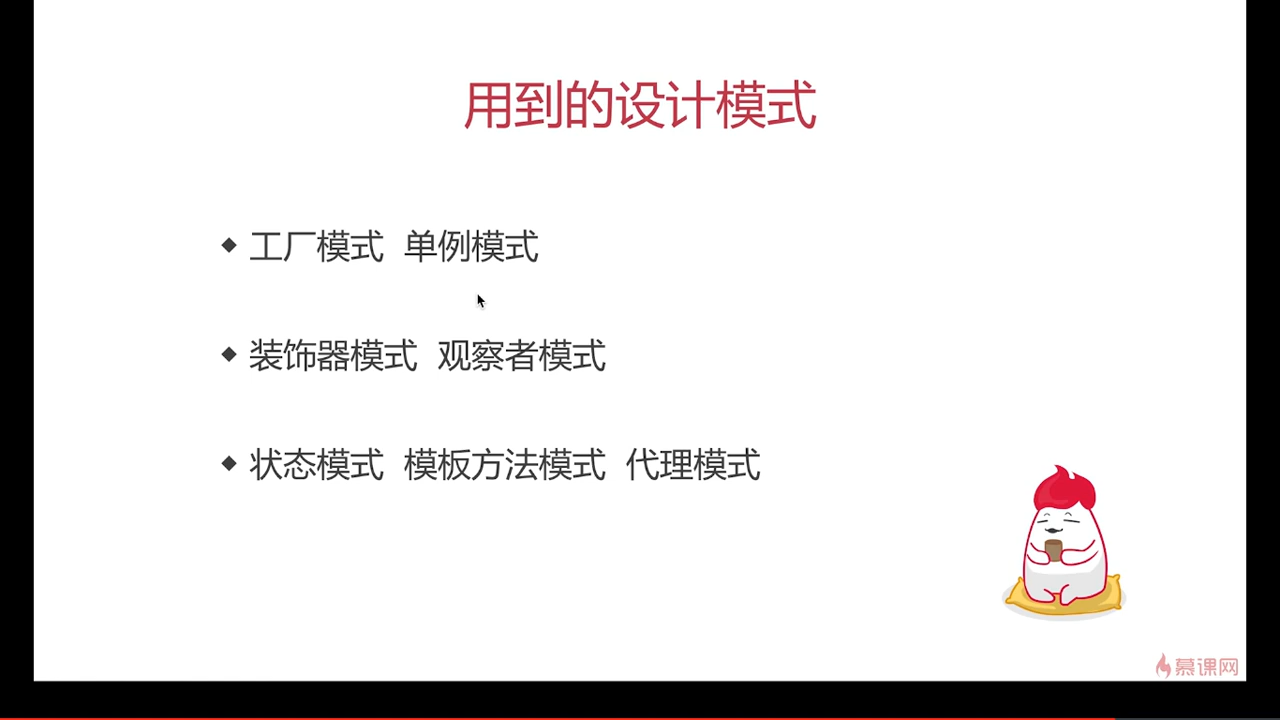 用到的设计模式
工厂模式 单例模式
装饰器模式 观察者模式
状态模式 模板方法模式 代理模式
慕课网